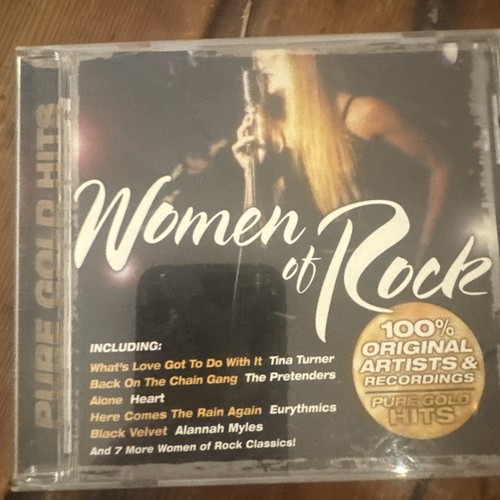 PURE GOLD HITS
Women
of Rock
INCLUDING:
What's Love Got To Do With It Tina Turner
Back On The Chain Gang The Pretenders
Alone Heart
Here Comes The Rain Again Eurythmics
Black Velvet Alannah Myles
And 7 More Women of Rock Classics!
100%
ORIGINAL
ARTISTS &
RECORDINGS
PURE GOLD
HITS